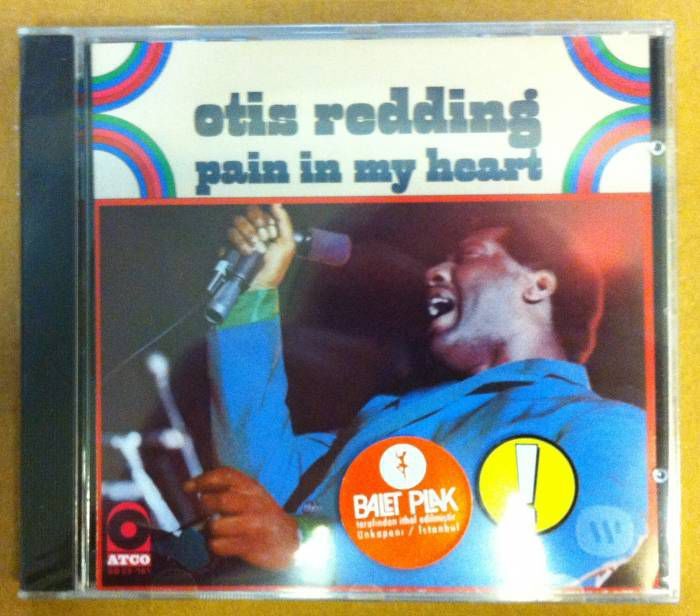 otis redding
pain in my heart
BALET PLAK
tarafından ithal edilmiştir
Unkapanı / İstanbul
!
ATCO